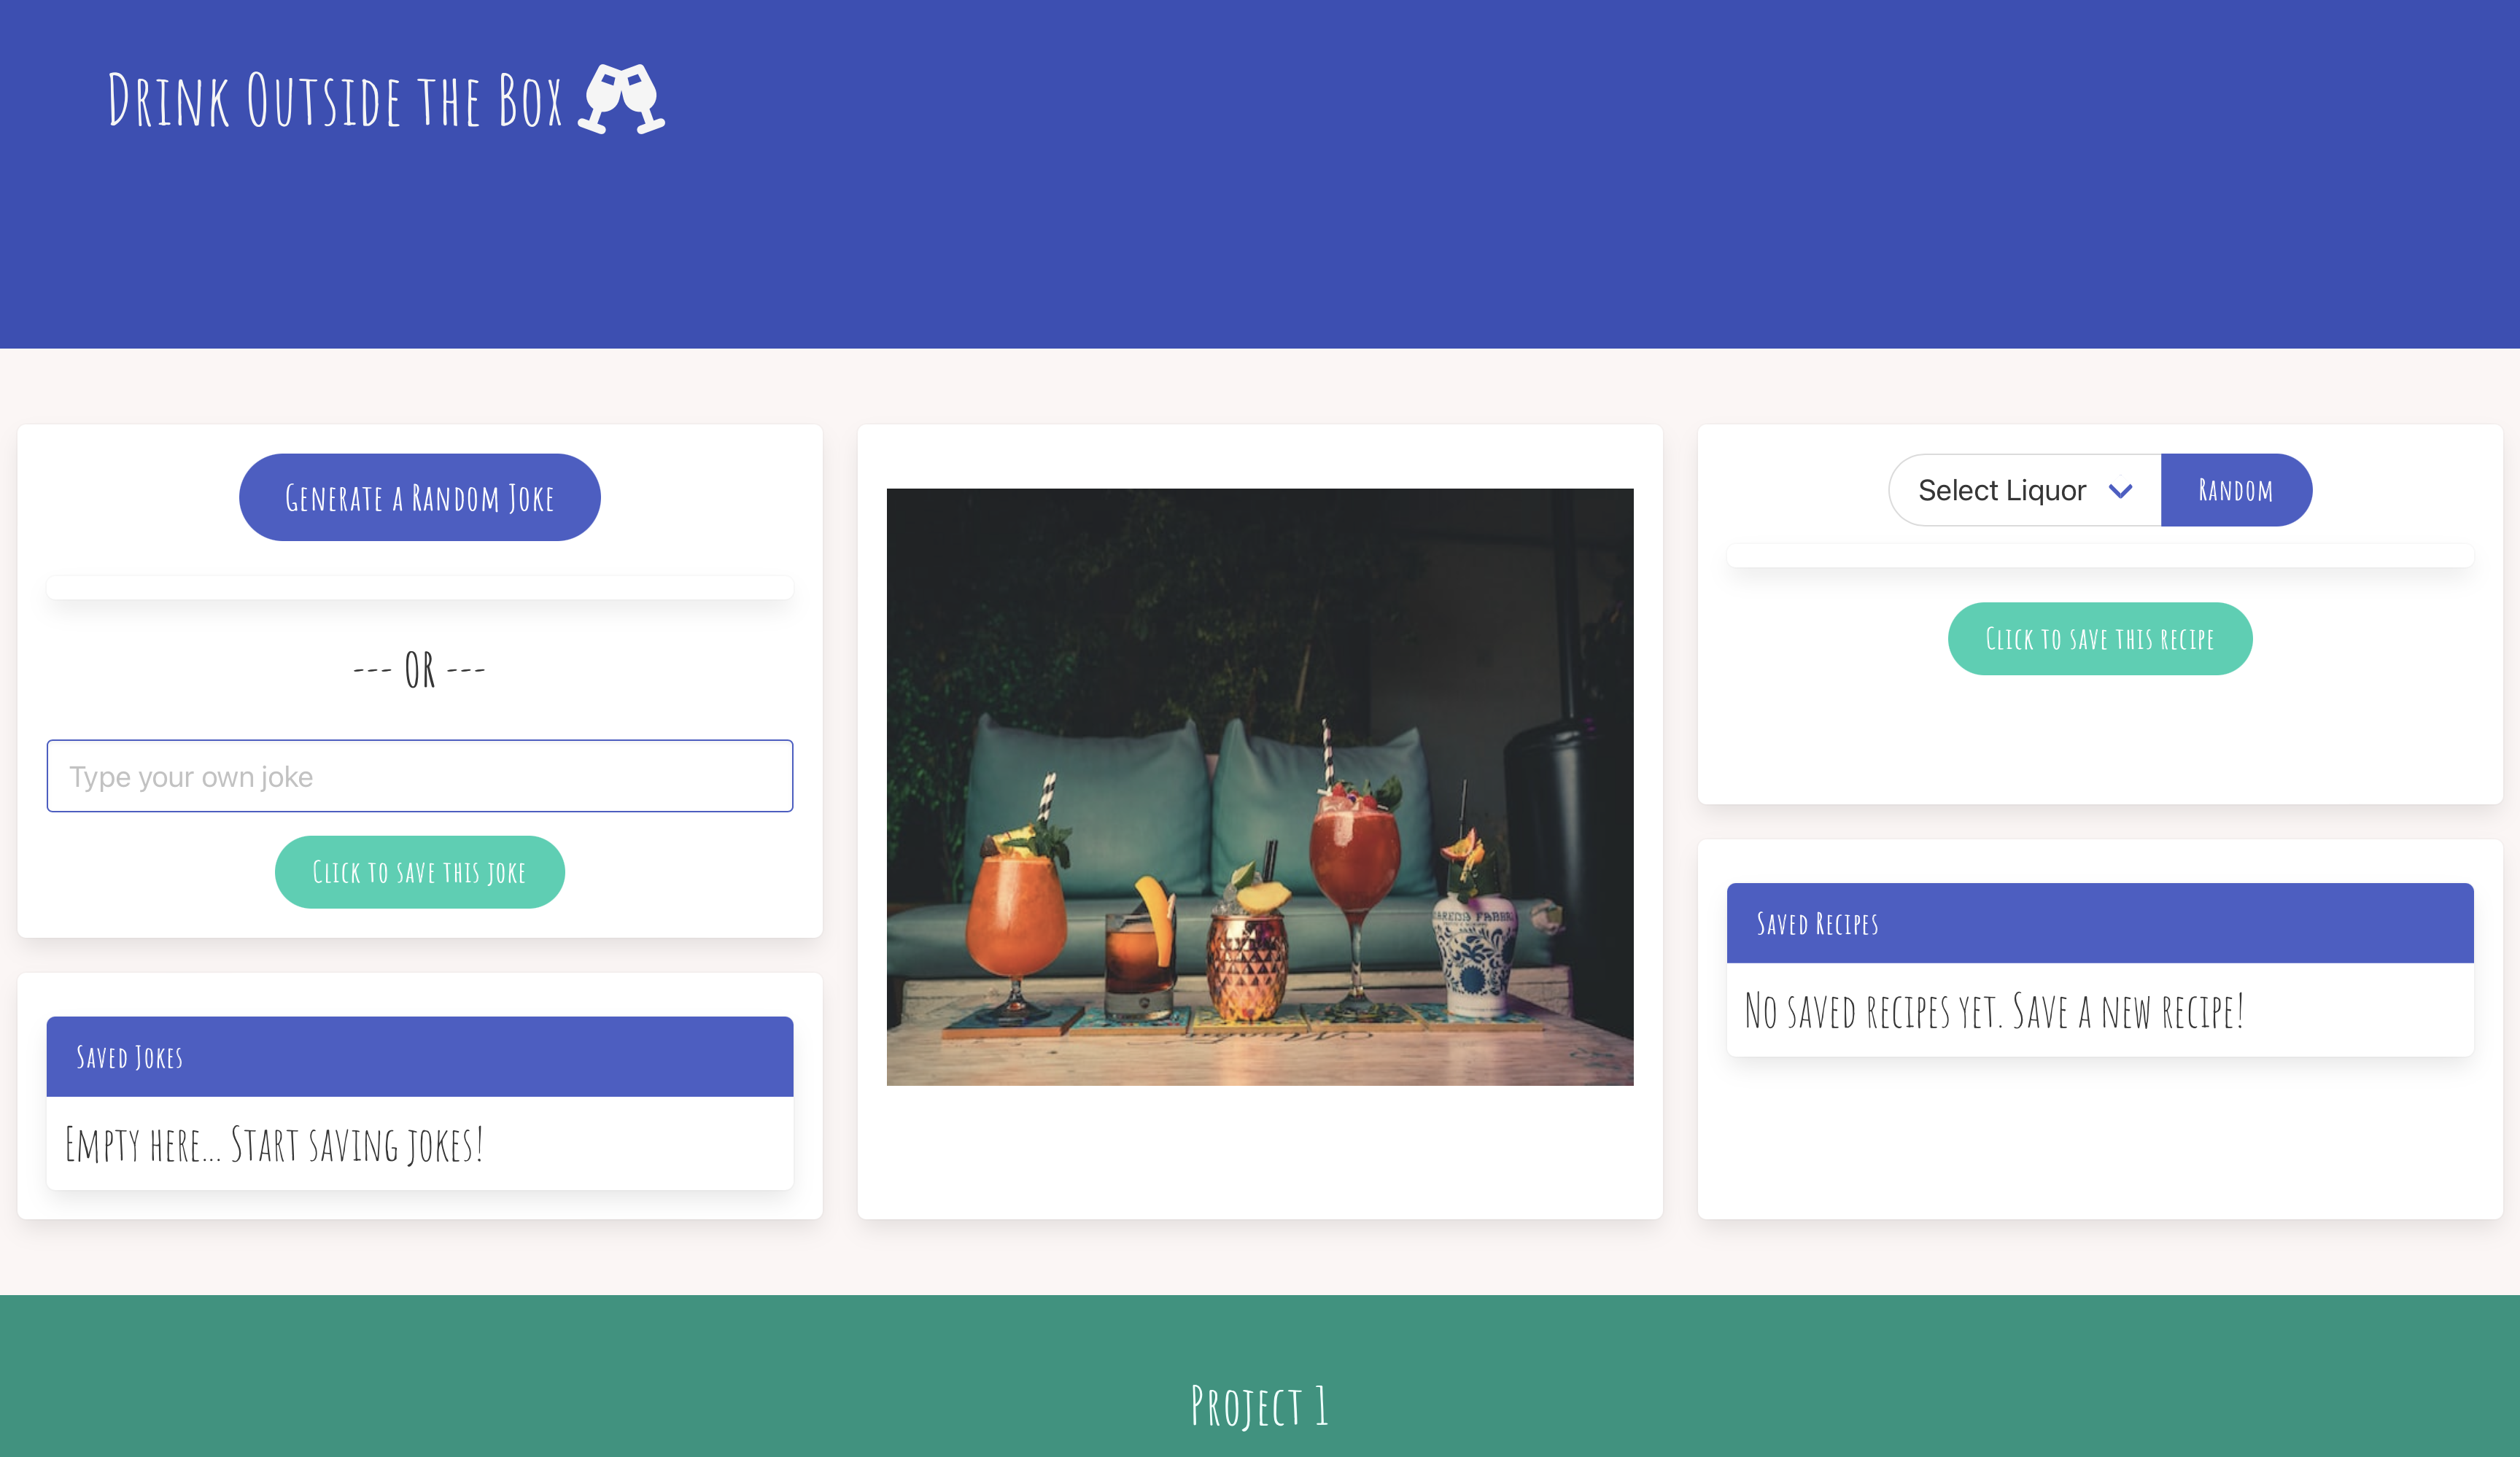 Drink Outside the Box
Generate a Random Joke
--- OR ---
Type your own joke
Click to save this joke
Saved Jokes
Empty here... Start saving jokes!
Select Liquor
Random
Click to save this recipe
Saved Recipes
No saved recipes yet. Save a new recipe!
Project 1